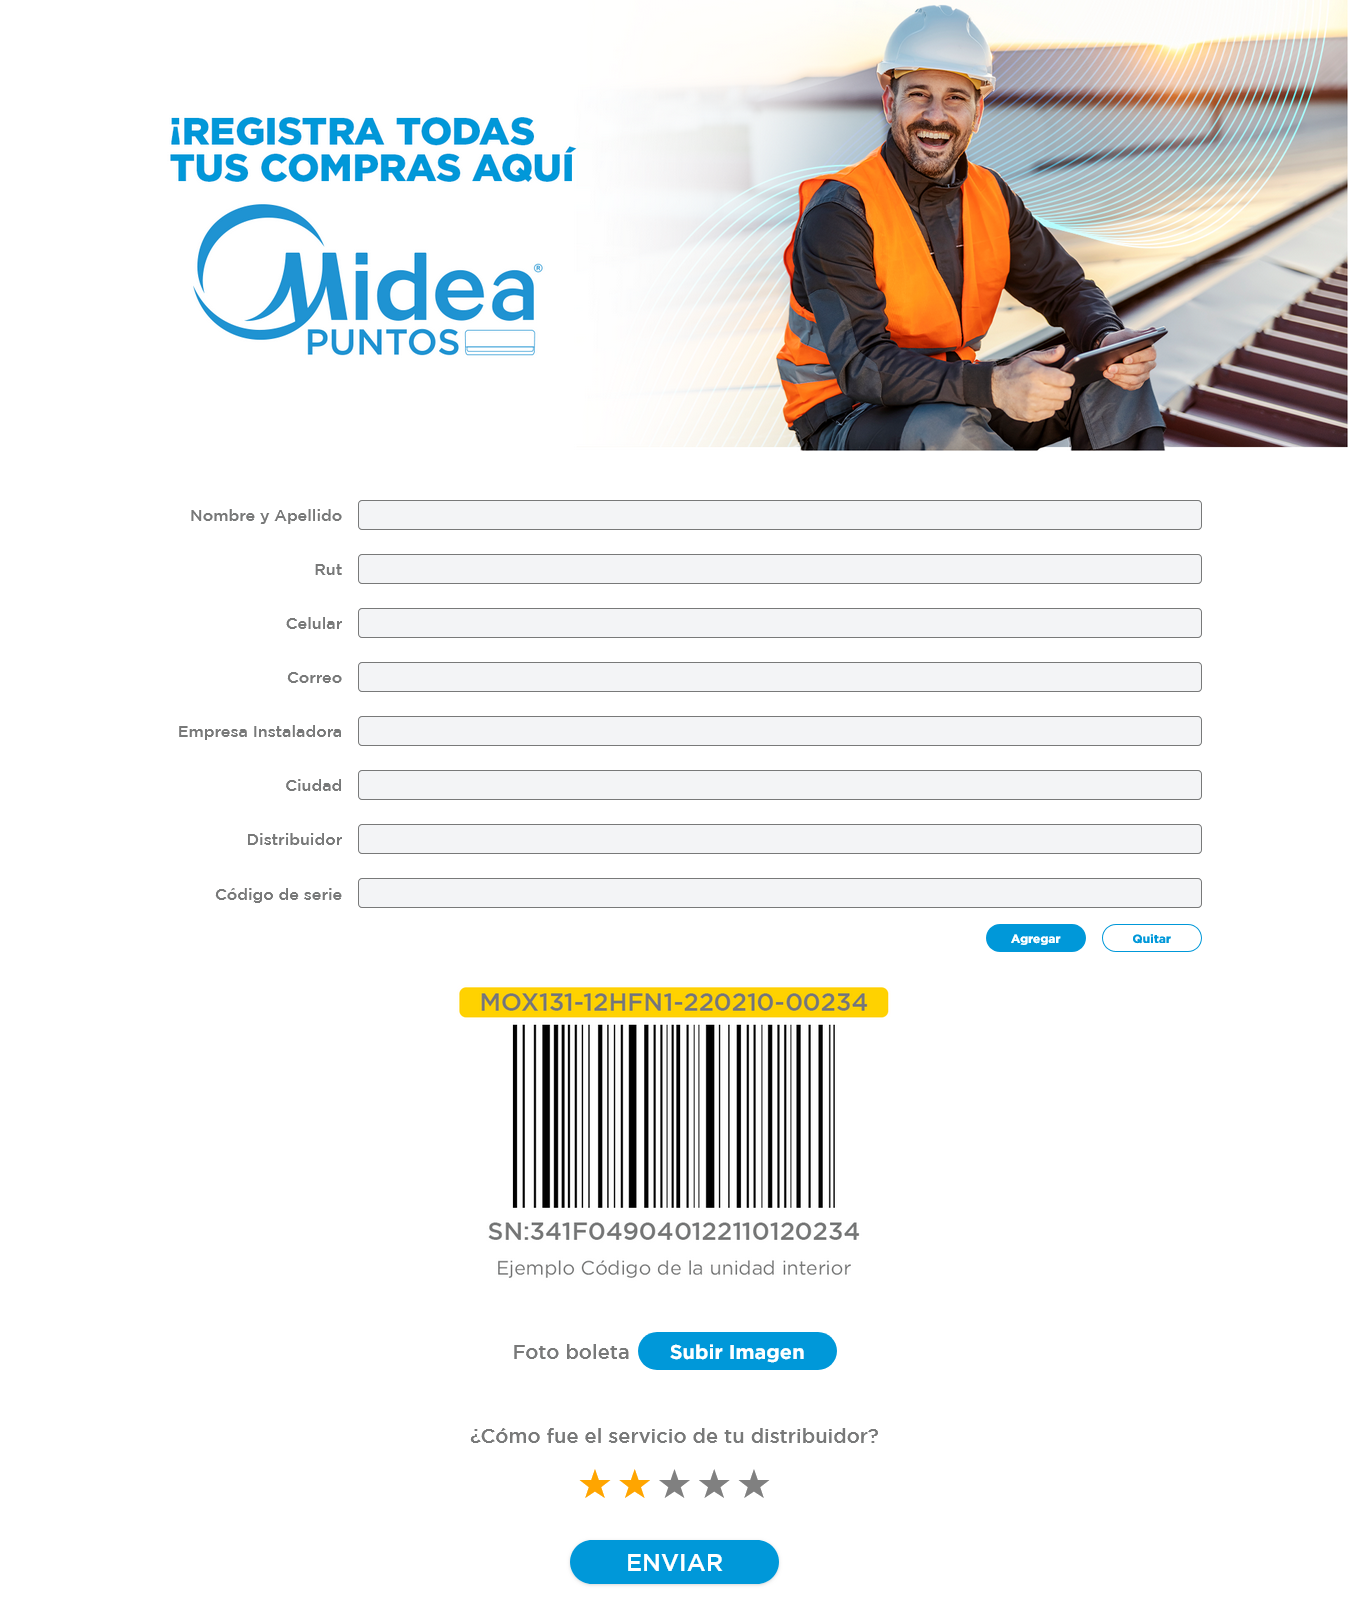 ¡REGISTRA TODAS
TUS COMPRAS AQUÍ
Midea®
PUNTOS
Nombre y Apellido
Rut
Celular
Correo
Empresa Instaladora
Ciudad
Distribuidor
Código de serie
Agregar
Quitar
MOX131-12HFN1-220210-00234
SN:341F049040122110120234
Ejemplo Código de la unidad interior
Foto boleta
Subir Imagen
¿Cómo fue el servicio de tu distribuidor?
ENVIAR